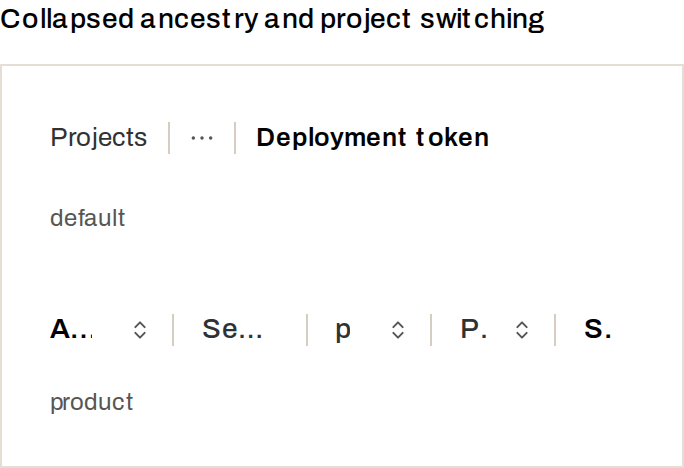 Collapsed ancestry and project switching
Projects ... Deployment token
default
A... Se... p P. S.
product